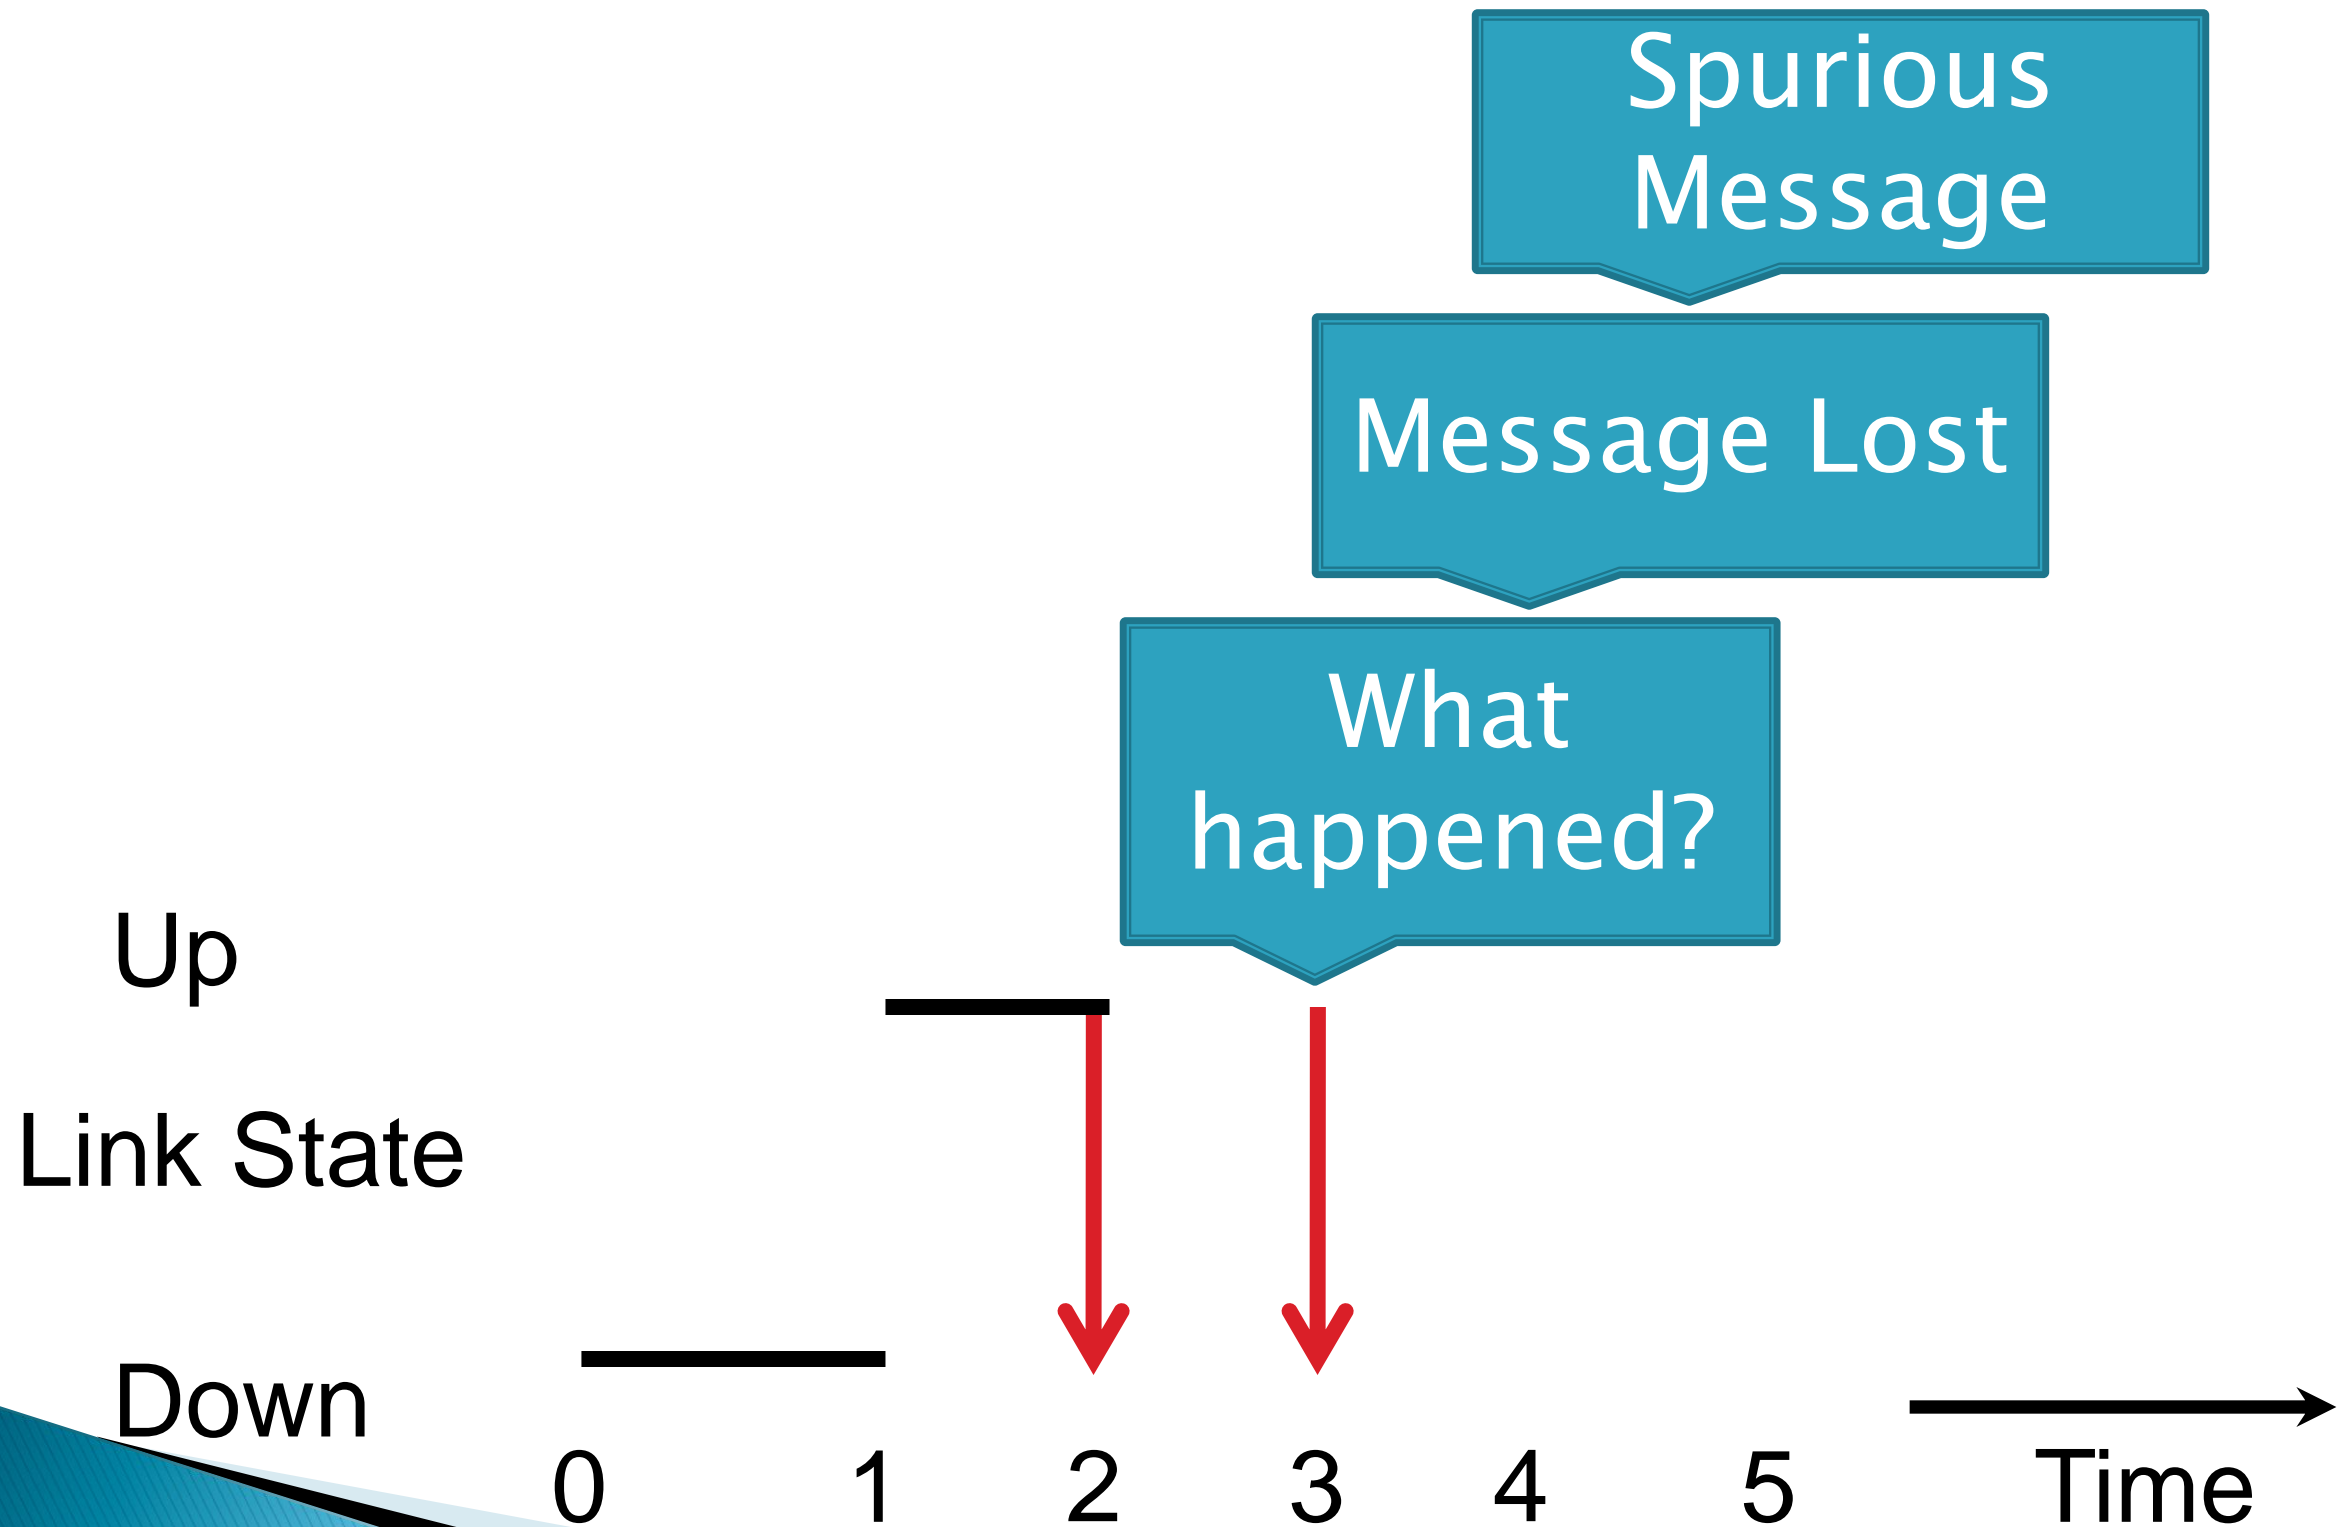 Spurious
Message
Message Lost
What
happened?
Up
Link State
Down
0 1 2 3 4 5 Time